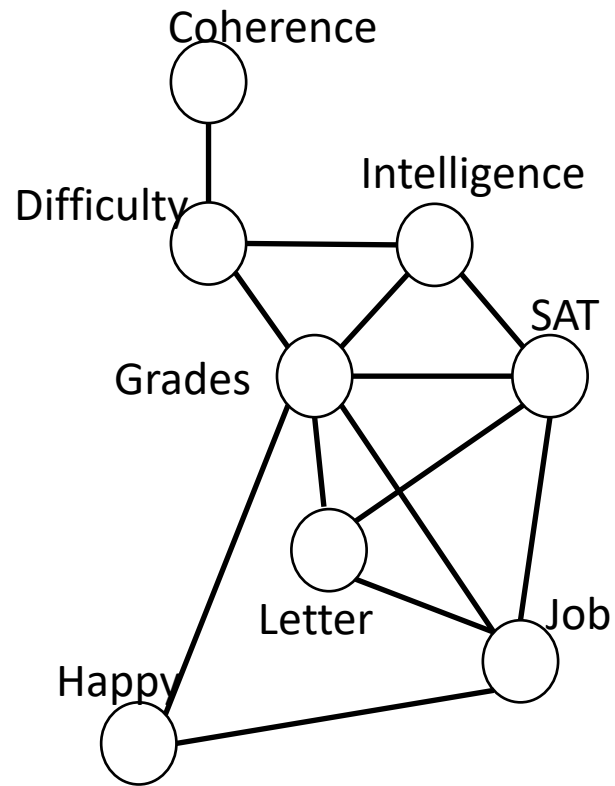 Coherence
Intelligence
Difficulty
SAT
Grades
Letter
Job
Happy